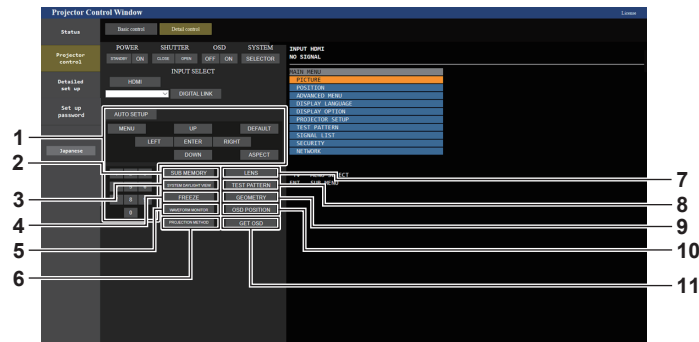 Projector Control Window
License
Status
Projector control
Detailed set up
Set up password
Japanese
Basic control
Detail control
POWER
SHUTTER
OSD
SYSTEM
STANDBY
ON
CLOSE
OPEN
OFF
ON
SELECTOR
INPUT SELECT
HDMI
DIGITAL LINK
AUTO SETUP
MENU
UP
DEFAULT
LEFT
ENTER
RIGHT
DOWN
ASPECT
SUB MEMORY
LENS
SYSTEM DAYLIGHT VIEW
TEST PATTERN
FREEZE
GEOMETRY
WAVEFORM MONITOR
OSD POSITION
PROJECTION METHOD
GET OSD
INPUT HDMI
NO SIGNAL
MAIN MENU
PICTURE
POSITION
ADVANCED MENU
DISPLAY LANGUAGE
DISPLAY OPTION
PROJECTOR SETUP
TEST PATTERN
SIGNAL LIST
SECURITY
NETWORK
1
2
3
4
5
6
7
8
9
10
11